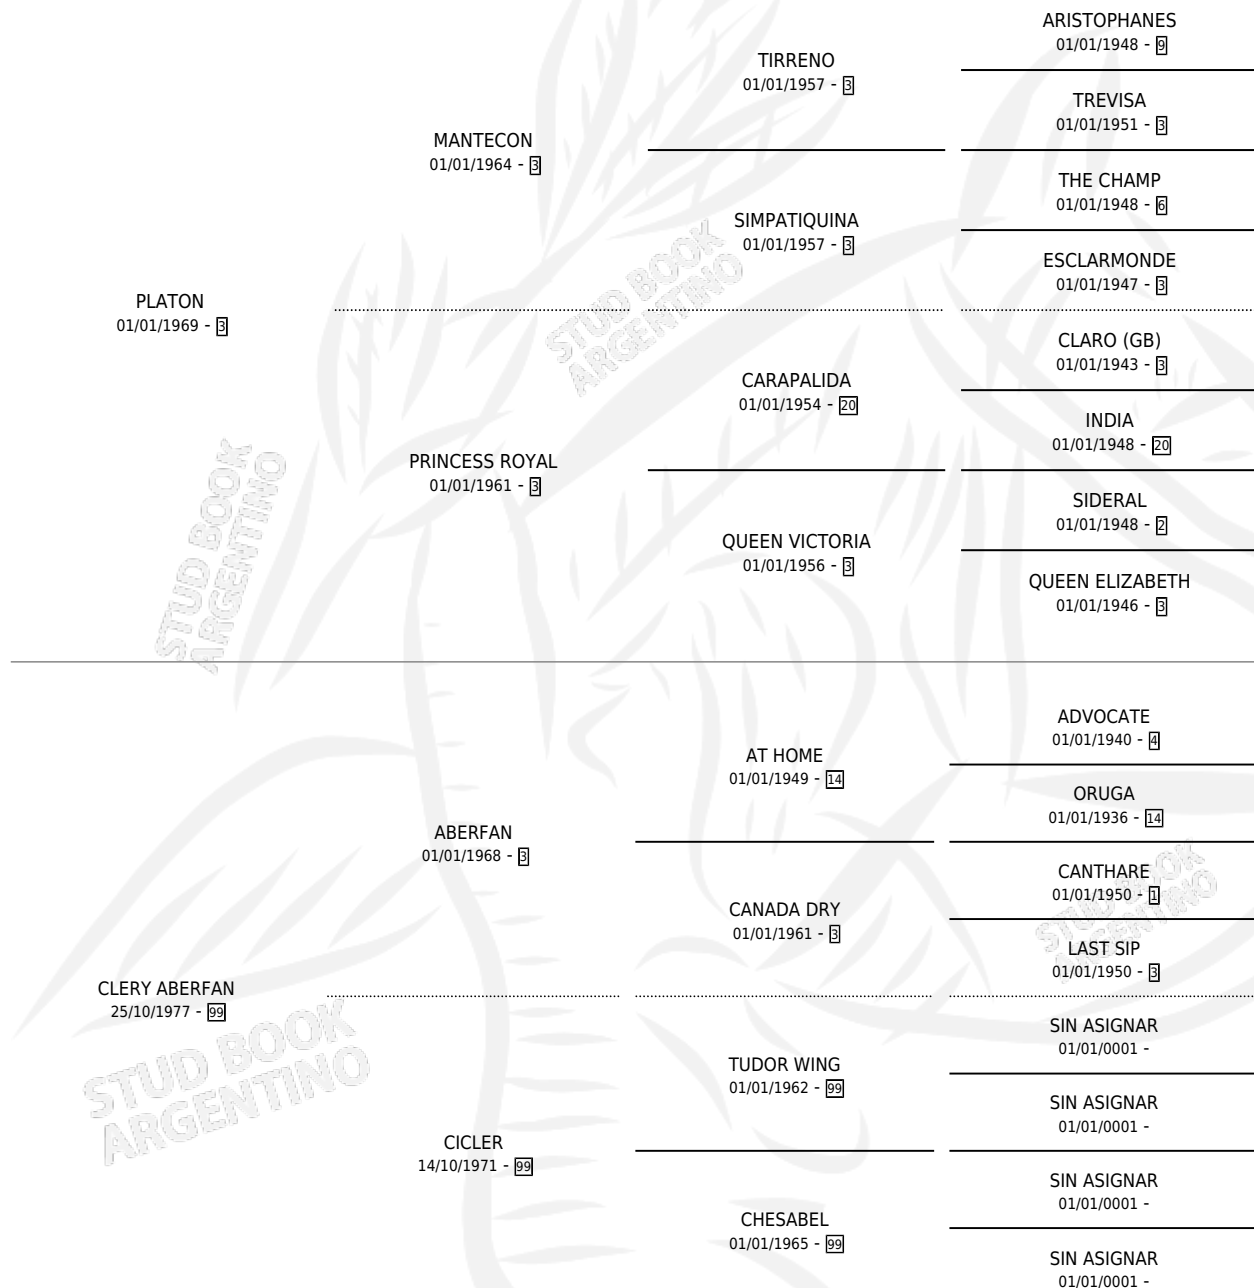 ARISTOPHANES
01/01/1948 - 9
TIRRENO
01/01/1957 - 3
TREVISA
01/01/1951 - 3
MANTECON
01/01/1964 - 3
THE CHAMP
01/01/1948 - 6
SIMPATIQUINA
01/01/1957 - 3
ESCLARMONDE
01/01/1947 - 3
PLATON
01/01/1969 - 3
CLARO (GB)
01/01/1943 - 3
CARAPALIDA
01/01/1954 - 20
INDIA
01/01/1948 - 20
PRINCESS ROYAL
01/01/1961 - 3
SIDERAL
01/01/1948 - 2
QUEEN VICTORIA
01/01/1956 - 3
QUEEN ELIZABETH
01/01/1946 - 3
ADVOCATE
01/01/1940 - 4
AT HOME
01/01/1949 - 14
ORUGA
01/01/1936 - 14
ABERFAN
01/01/1968 - 3
CANTHARE
01/01/1950 - 1
CANADA DRY
01/01/1961 - 3
LAST SIP
01/01/1950 - 3
CLERY ABERFAN
25/10/1977 - 99
SIN ASIGNAR
01/01/0001 -
TUDOR WING
01/01/1962 - 99
SIN ASIGNAR
01/01/0001 -
CICLER
14/10/1971 - 99
SIN ASIGNAR
01/01/0001 -
CHESABEL
01/01/1965 - 99
SIN ASIGNAR
01/01/0001 -
STUD BOOK
ARGENTINO
STUD BOOK
ARGENTINO
STUD BOOK
ARGENTINO
STUD BOOK
ARGENTINO